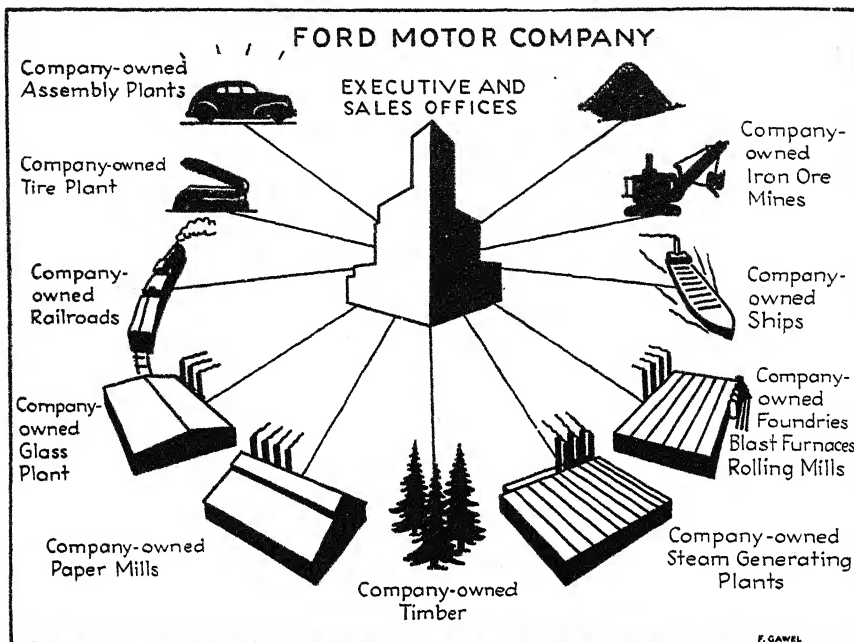 FORD MOTOR COMPANY
Company-owned
Assembly Plants
EXECUTIVE AND
SALES OFFICES
Company-
owned
Iron Ore
Mines
Company-owned
Tire Plant
Company-
owned
Railroads
Company-
owned
Ships
Company-
owned
Glass
Plant
Company-
owned
Foundries
Blast Furnaces
Rolling Mills
Company-owned
Paper Mills
Company-owned
Timber
Company-owned
Steam Generating
Plants
F. GAWEL